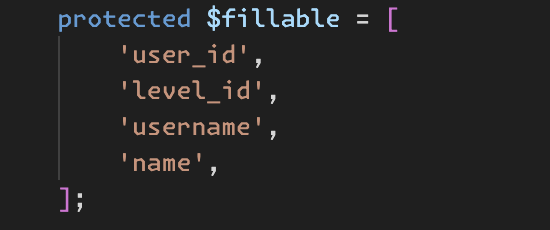 protected $fillable = [
    'user_id',
    'level_id',
    'username',
    'name',
];